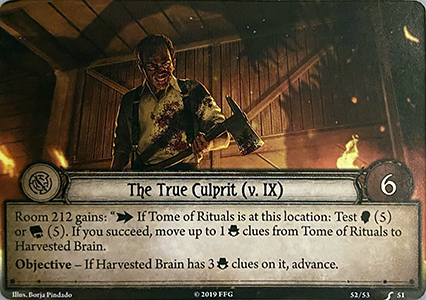 The True Culprit (v. IX)
6
Room 212 gains: “ If Tome of Rituals is at this location: Test (5)
or (5). If you succeed, move up to 1 clues from Tome of Rituals to
Harvested Brain.
Objective – If Harvested Brain has 3 clues on it, advance.
Illus. Borja Pindado
© 2019 FFG
52/53
51